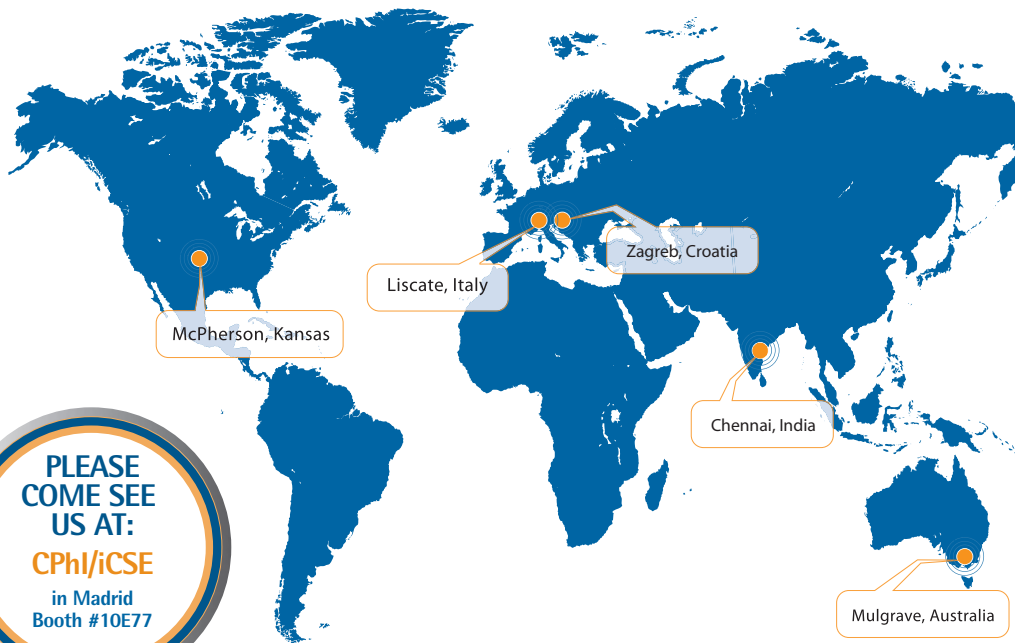 Zagreb, Croatia
Liscate, Italy
McPherson, Kansas
Chennai, India
Mulgrave, Australia
PLEASE
COME SEE
US AT:
CPhI/iCSE
in Madrid
Booth #10E77